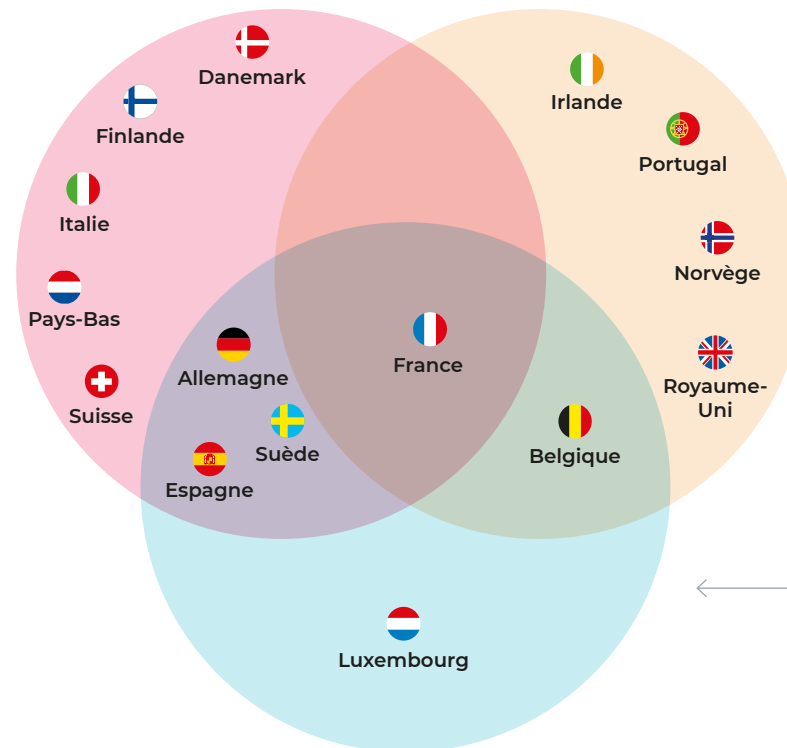 Danemark
Irlande
Finlande
Portugal
Italie
Norvège
Pays-Bas
France
Allemagne
Royaume-
Uni
Suisse
Suède
Belgique
Espagne
Luxembourg